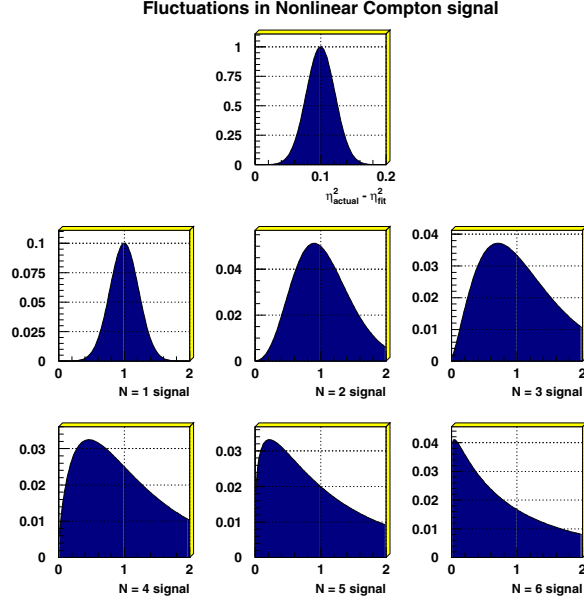 Fluctuations in Nonlinear Compton signal
1
0.75
0.5
0.25
0
0 0.1 0.2
η²actual - η²fit
0.1
0.075
0.05
0.025
0
0 1 2
N = 1 signal
0.04
0.02
0
0 1 2
N = 2 signal
0.04
0.03
0.02
0.01
0
0 1 2
N = 3 signal
0.03
0.02
0.01
0
0 1 2
N = 4 signal
0.03
0.02
0.01
0
0 1 2
N = 5 signal
0.04
0.03
0.02
0.01
0
0 1 2
N = 6 signal